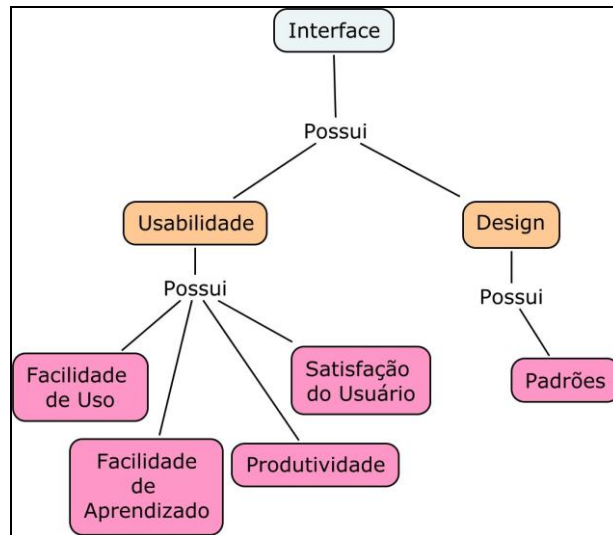 Interface
Possui
Usabilidade
Design
Possui
Possui
Facilidade
de Uso
Satisfação
do Usuário
Padrões
Facilidade
de
Aprendizado
Produtividade